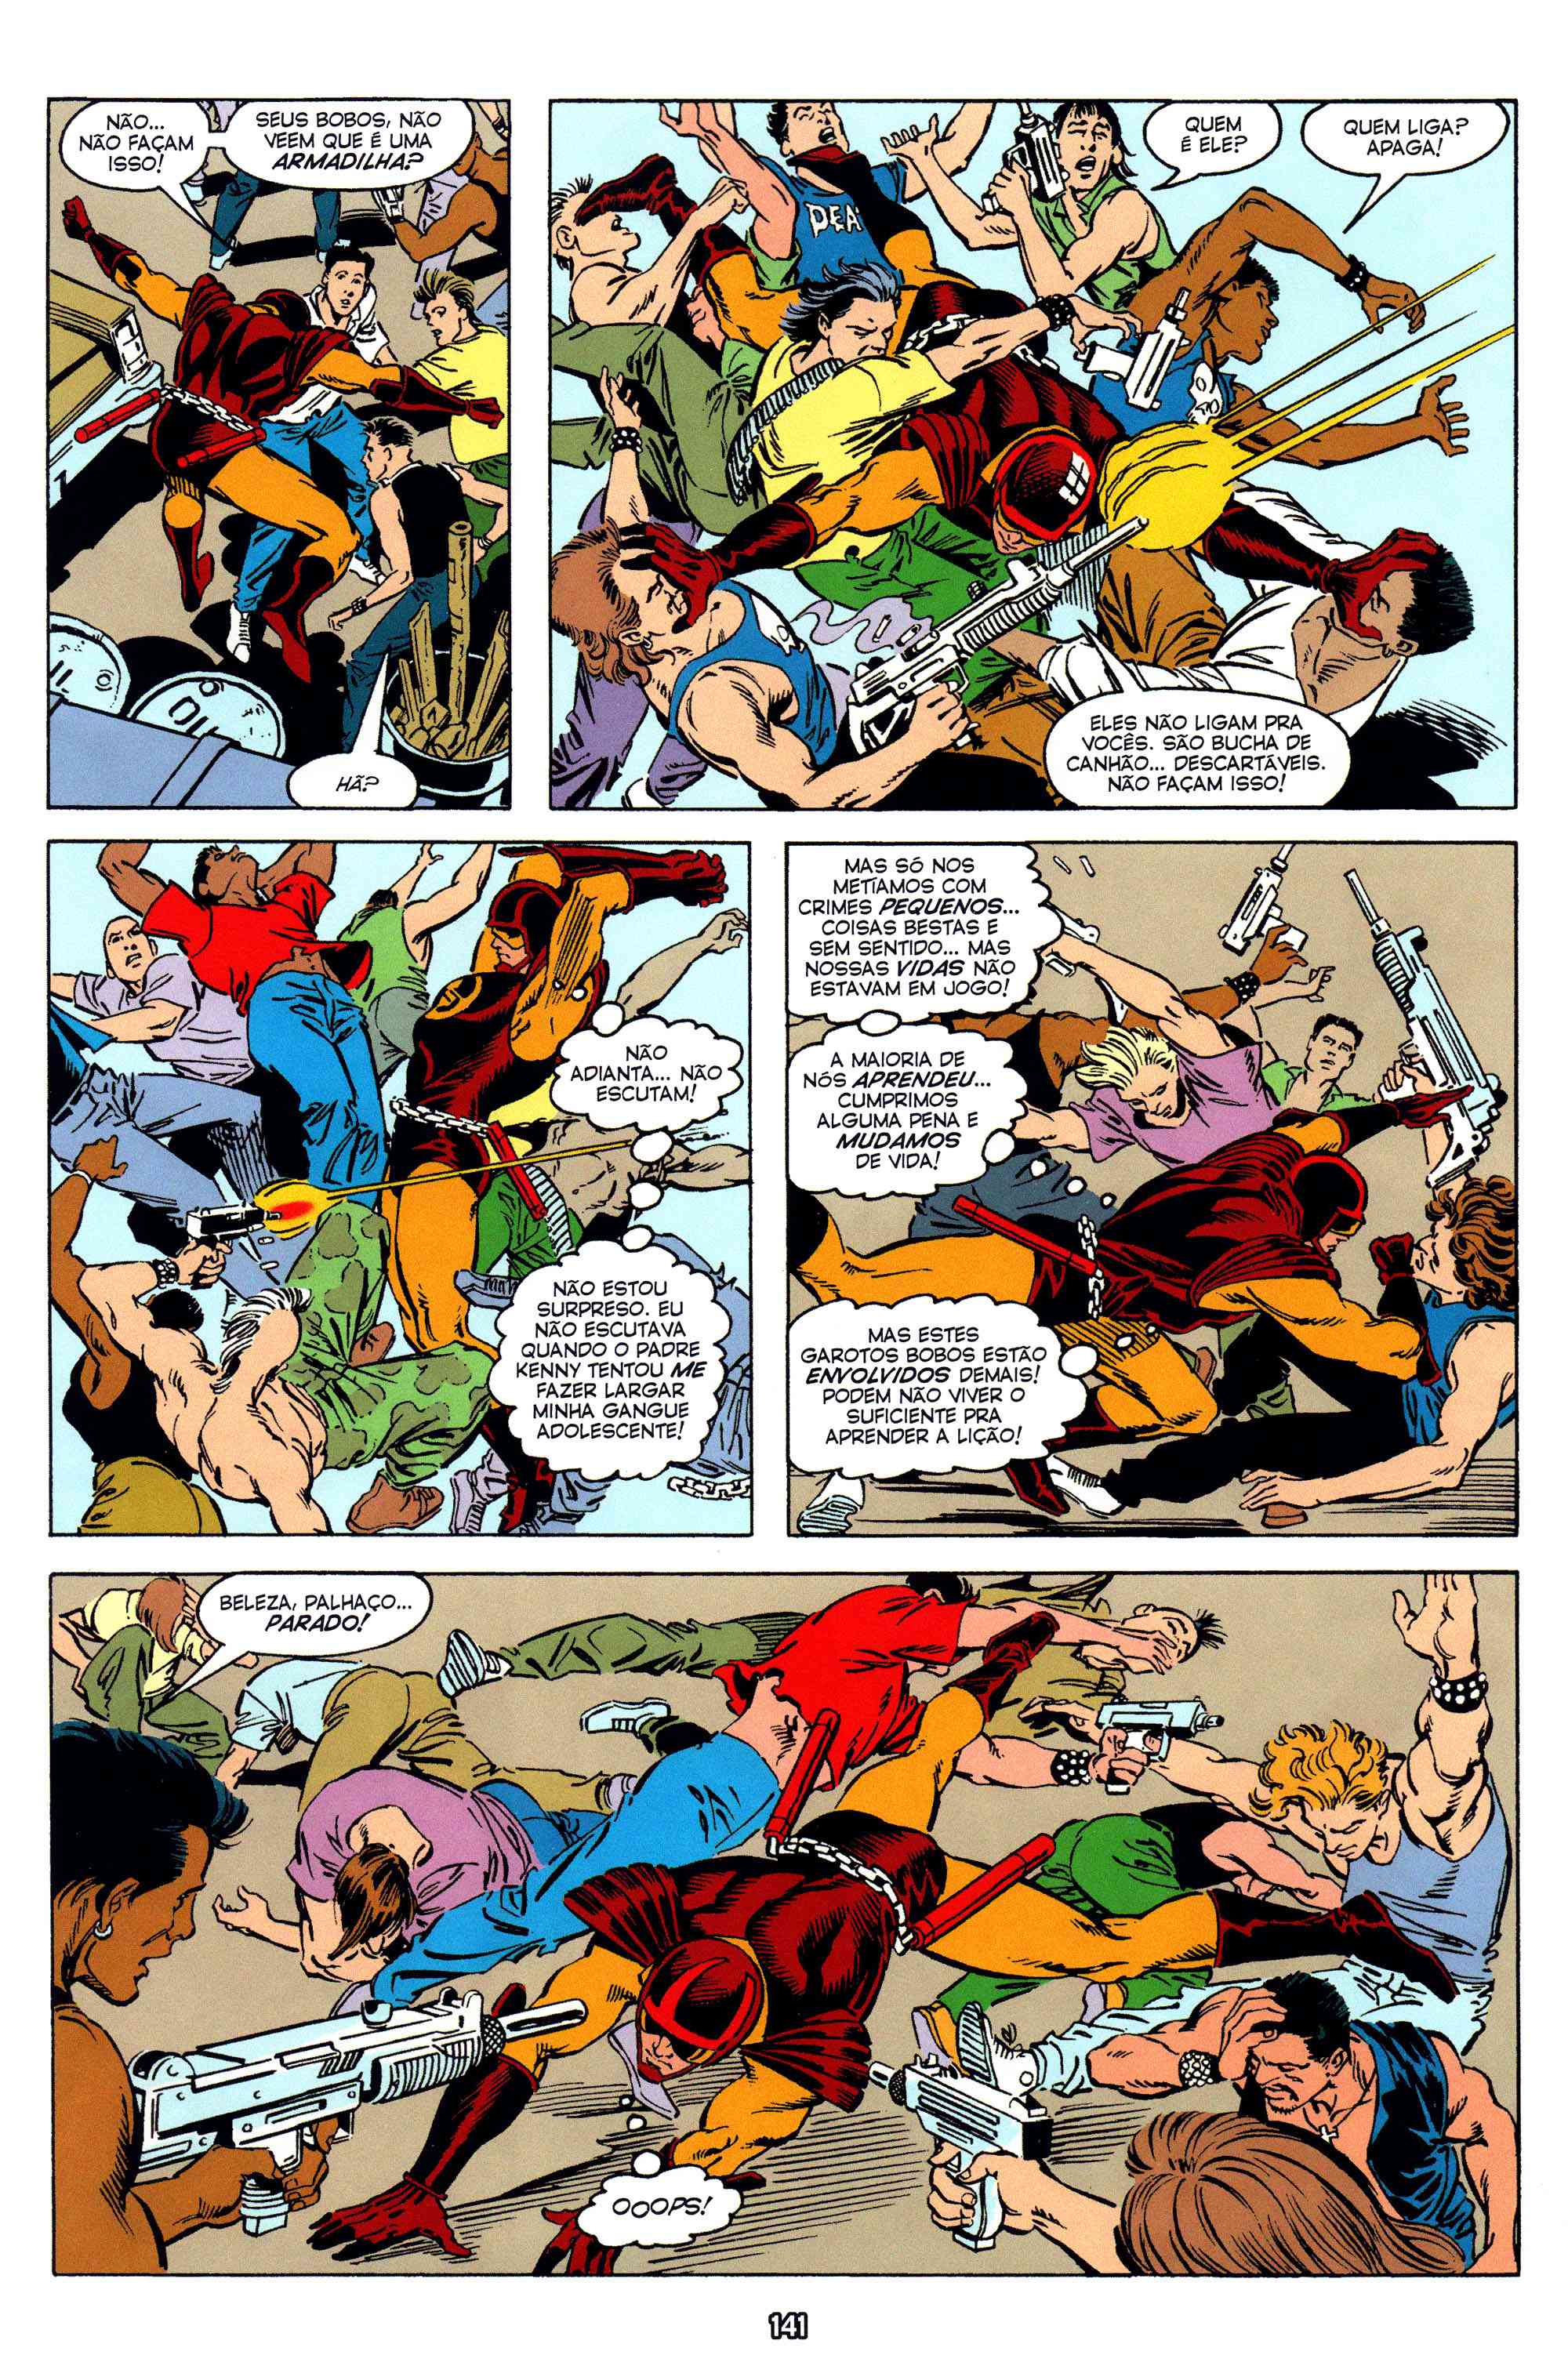 NÃO...
NÃO FAÇAM
ISSO!
SEUS BOBOS, NÃO
VEEM QUE É UMA
ARMADILHA?
HÃ?
OIL
QUEM
É ELE?
QUEM LIGA?
APAGA!
DEA
ELES NÃO LIGAM PRA
VOCÊS. SÃO BUCHA DE
CANHÃO... DESCARTÁVEIS.
NÃO FAÇAM ISSO!
NÃO
ADIANTA... NÃO
ESCUTAM!
NÃO ESTOU
SURPRESO. EU
NÃO ESCUTAVA
QUANDO O PADRE
KENNY TENTOU ME
FAZER LARGAR
MINHA GANGUE
ADOLESCENTE!
MAS SÓ NOS
METÍAMOS COM
CRIMES PEQUENOS...
COISAS BESTAS E
SEM SENTIDO... MAS
NOSSAS VIDAS NÃO
ESTAVAM EM JOGO!
A MAIORIA DE
NÓS APRENDEU...
CUMPRIMOS
ALGUMA PENA E
MUDAMOS
DE VIDA!
MAS ESTES
GAROTOS BOBOS ESTÃO
ENVOLVIDOS DEMAIS!
PODEM NÃO VIVER O
SUFICIENTE PRA
APRENDER A LIÇÃO!
BELEZA, PALHAÇO...
PARADO!
OOOPS!
141